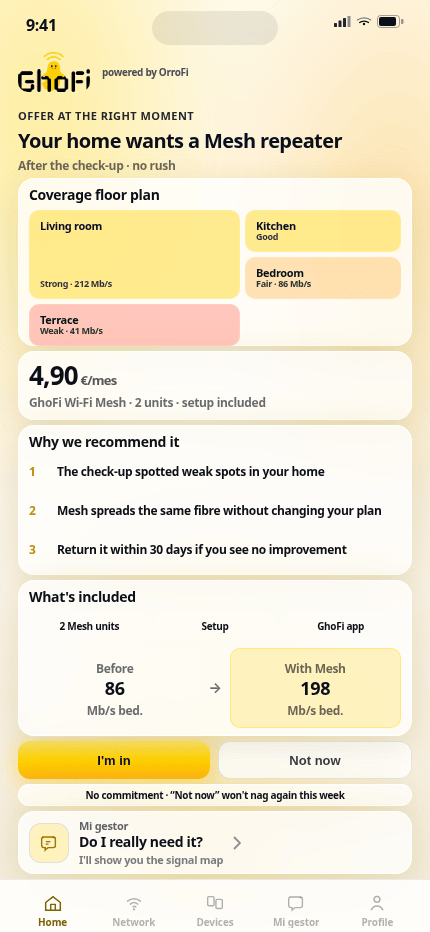 9:41
GhoFi
powered by OrroFi
OFFER AT THE RIGHT MOMENT
Your home wants a Mesh repeater
After the check-up · no rush
Coverage floor plan
Living room
Strong · 212 Mb/s
Kitchen
Good
Bedroom
Fair · 86 Mb/s
Terrace
Weak · 41 Mb/s
4,90 €/mes
GhoFi Wi-Fi Mesh · 2 units · setup included
Why we recommend it
1 The check-up spotted weak spots in your home
2 Mesh spreads the same fibre without changing your plan
3 Return it within 30 days if you see no improvement
What's included
2 Mesh units Setup GhoFi app
Before
86
Mb/s bed.
→
With Mesh
198
Mb/s bed.
I'm in Not now
No commitment · “Not now” won't nag again this week
Mi gestor
Do I really need it?
I'll show you the signal map
Home Network Devices Mi gestor Profile